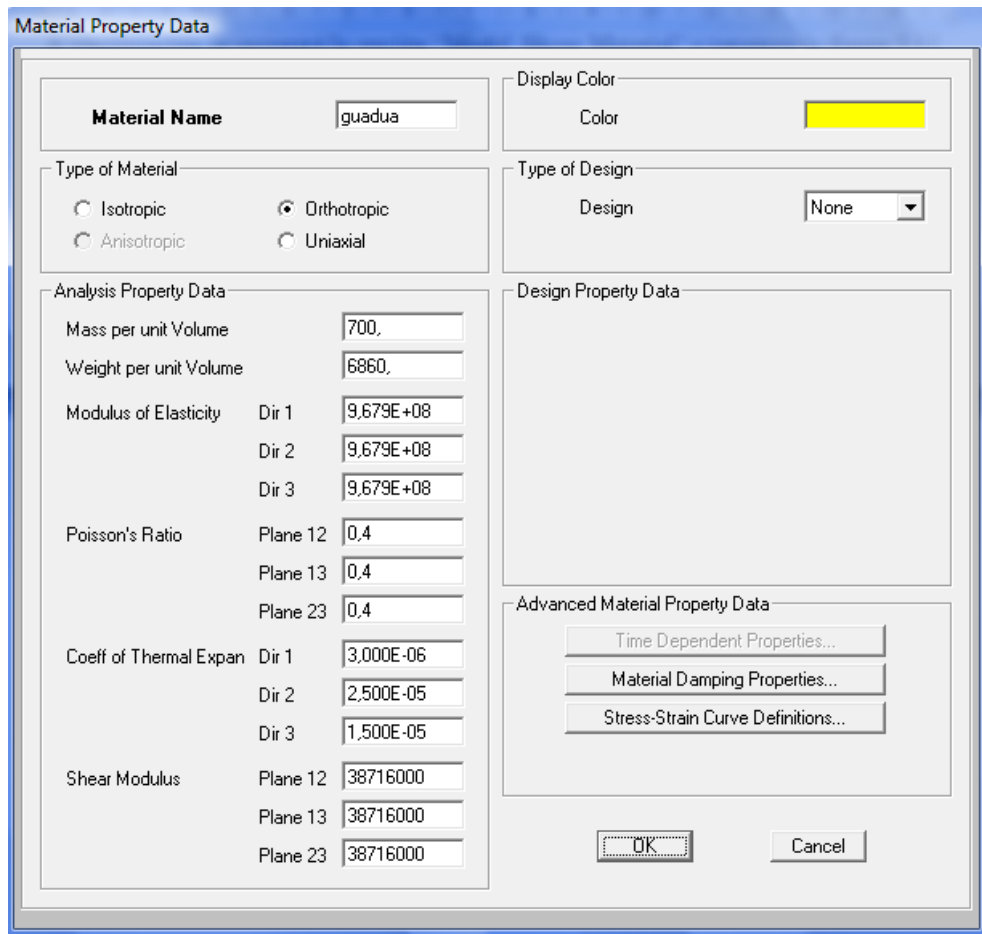 Material Property Data
Material Name guadua
Display Color
Color
Type of Material
Isotropic Orthotropic
Anisotropic Uniaxial
Type of Design
Design None
Analysis Property Data
Mass per unit Volume 700,
Weight per unit Volume 6860,
Modulus of Elasticity Dir 1 9,679E+08
Dir 2 9,679E+08
Dir 3 9,679E+08
Poisson's Ratio Plane 12 0,4
Plane 13 0,4
Plane 23 0,4
Coeff of Thermal Expan Dir 1 3,000E-06
Dir 2 2,500E-05
Dir 3 1,500E-05
Shear Modulus Plane 12 38716000
Plane 13 38716000
Plane 23 38716000
Design Property Data
Advanced Material Property Data
Time Dependent Properties...
Material Damping Properties...
Stress-Strain Curve Definitions...
OK Cancel